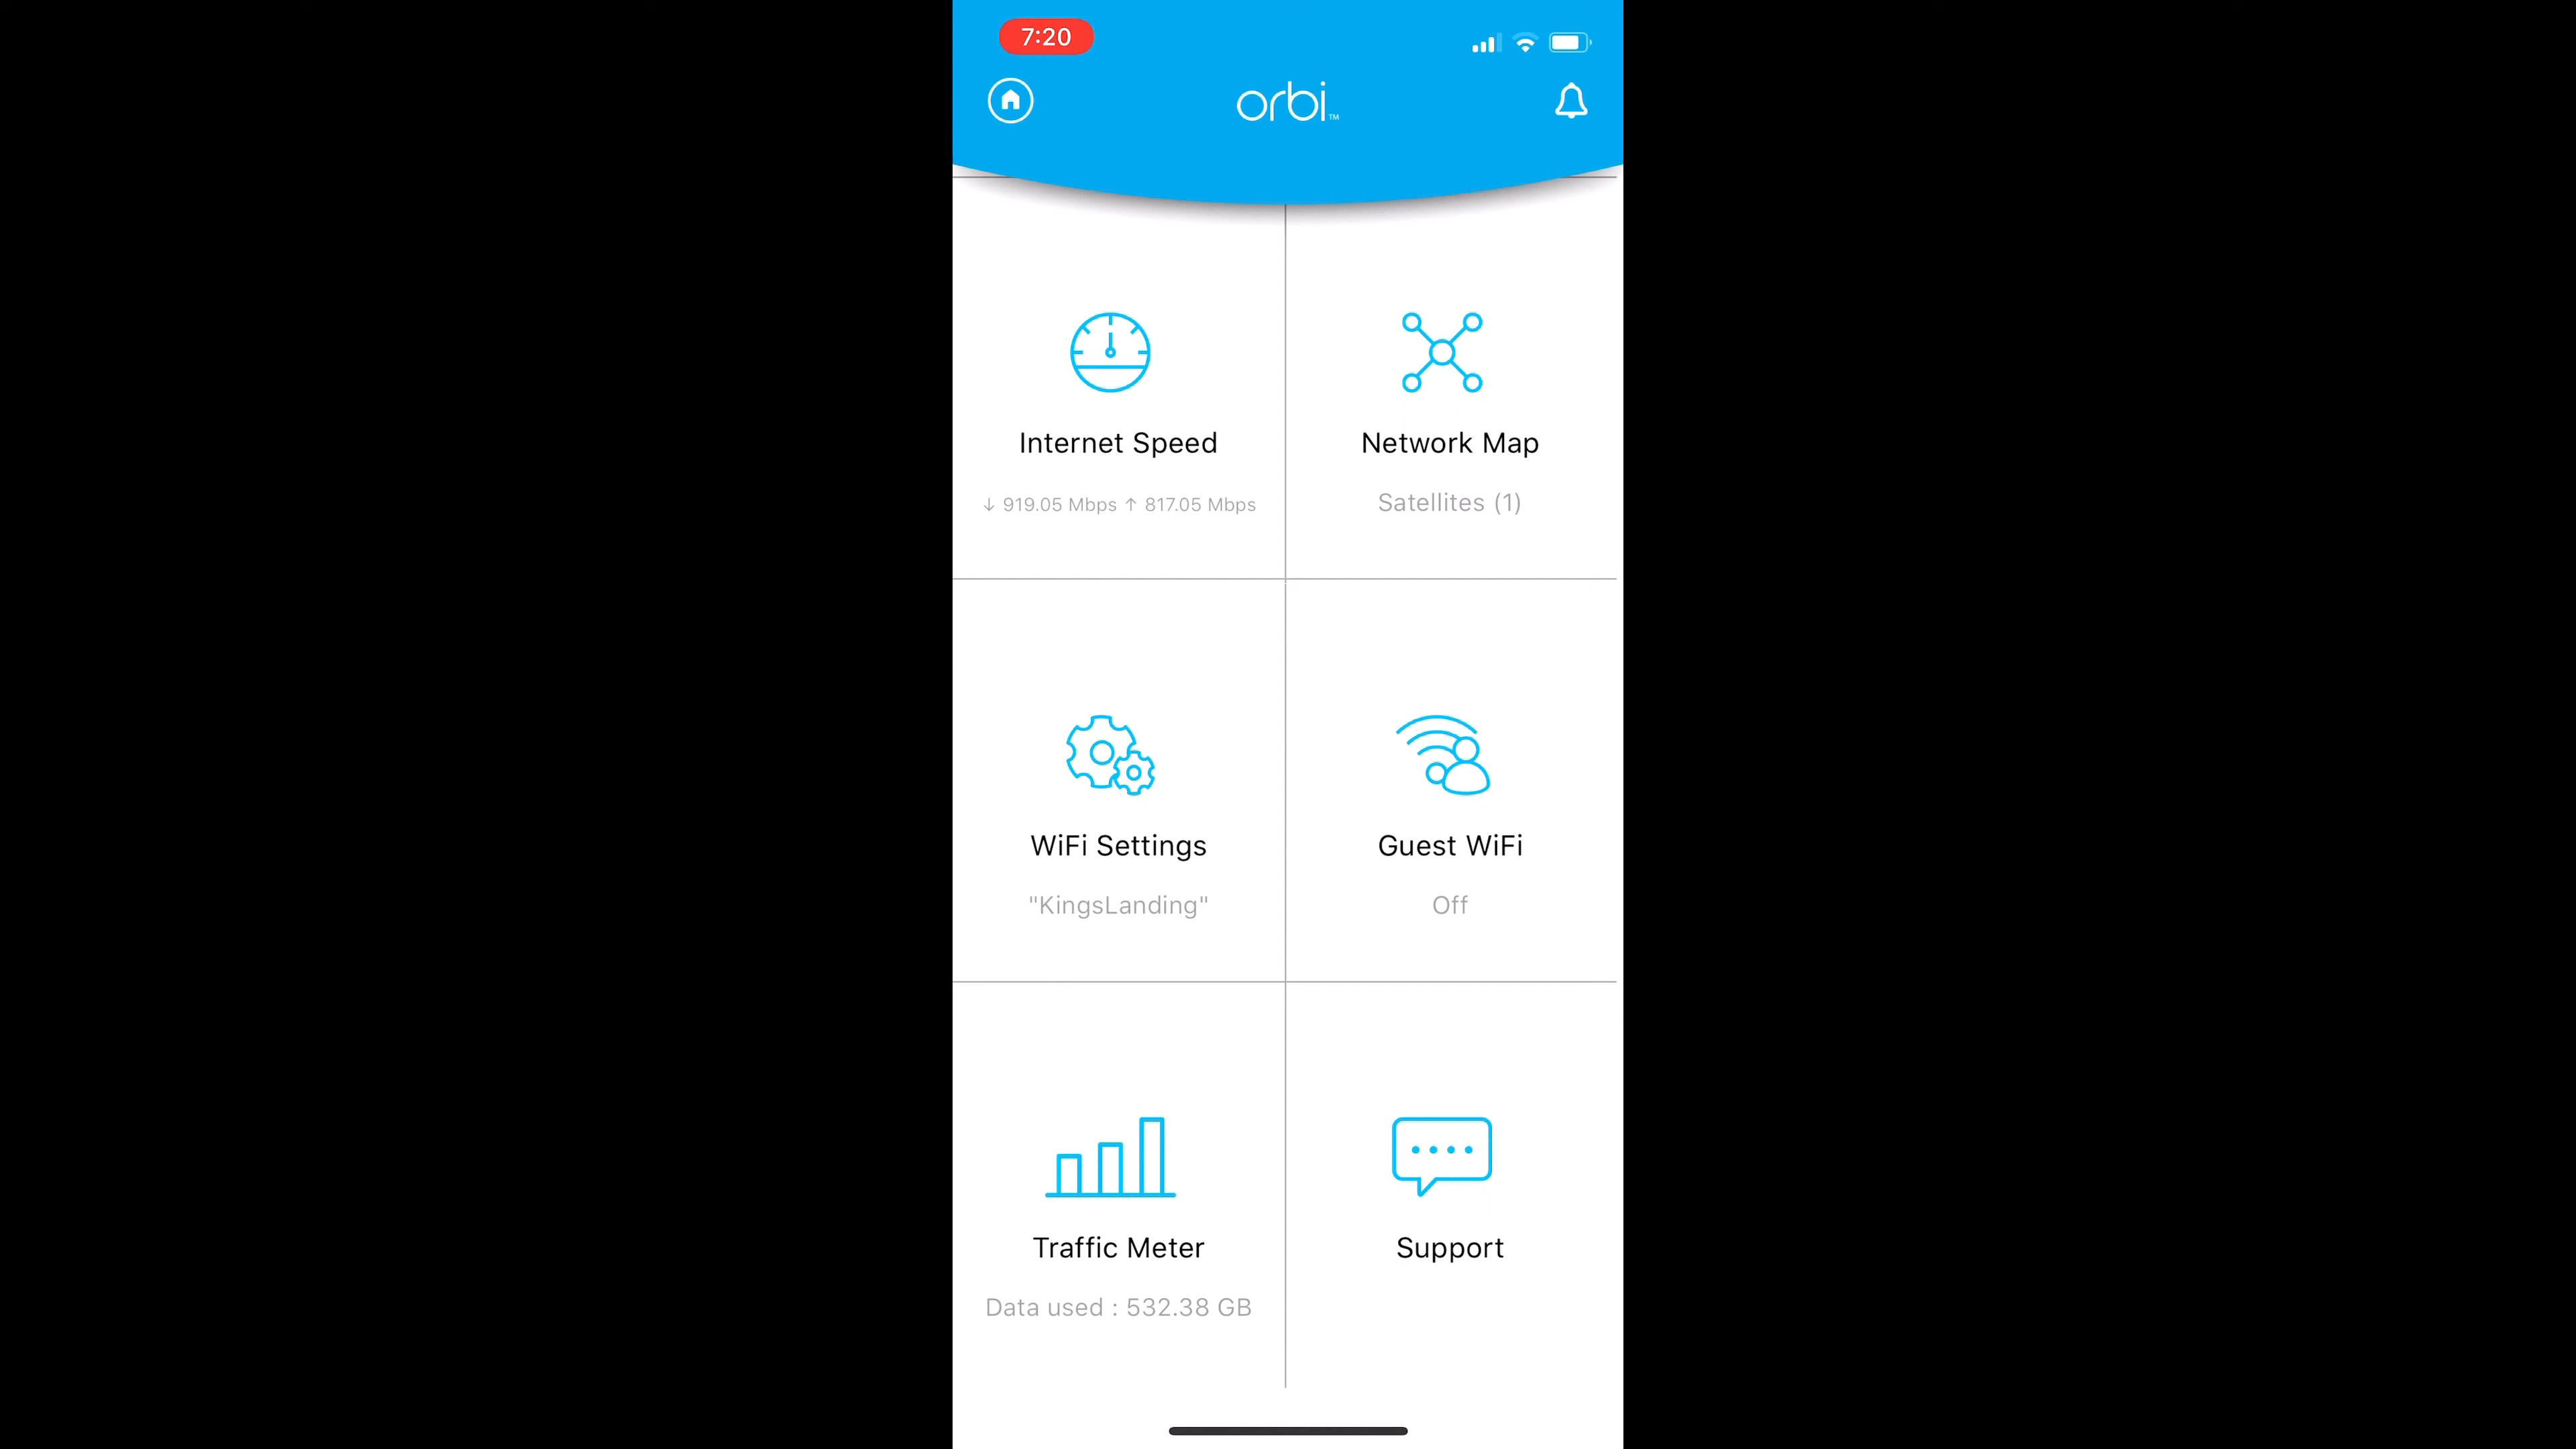 7:20
orbi™
Internet Speed
↓ 919.05 Mbps ↑ 817.05 Mbps
Network Map
Satellites (1)
WiFi Settings
"KingsLanding"
Guest WiFi
Off
Traffic Meter
Data used : 532.38 GB
Support